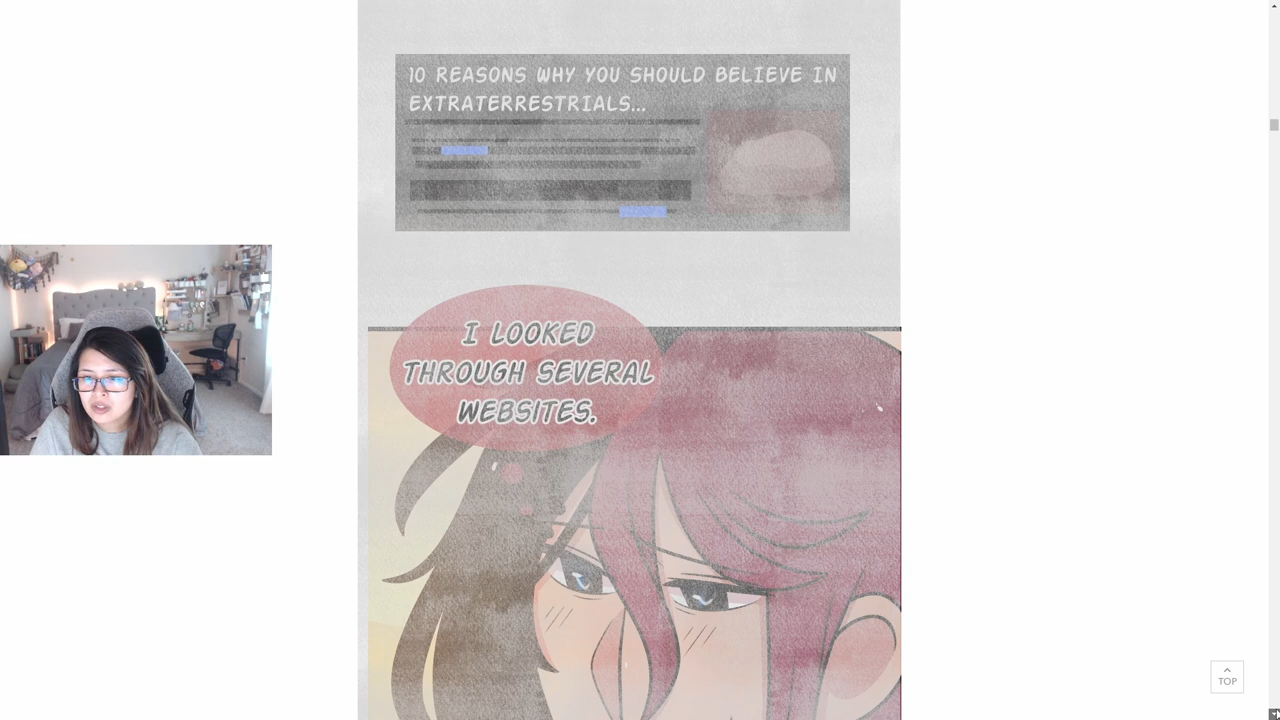 10 REASONS WHY YOU SHOULD BELIEVE IN
EXTRATERRESTRIALS...
I LOOKED
THROUGH SEVERAL
WEBSITES.
TOP